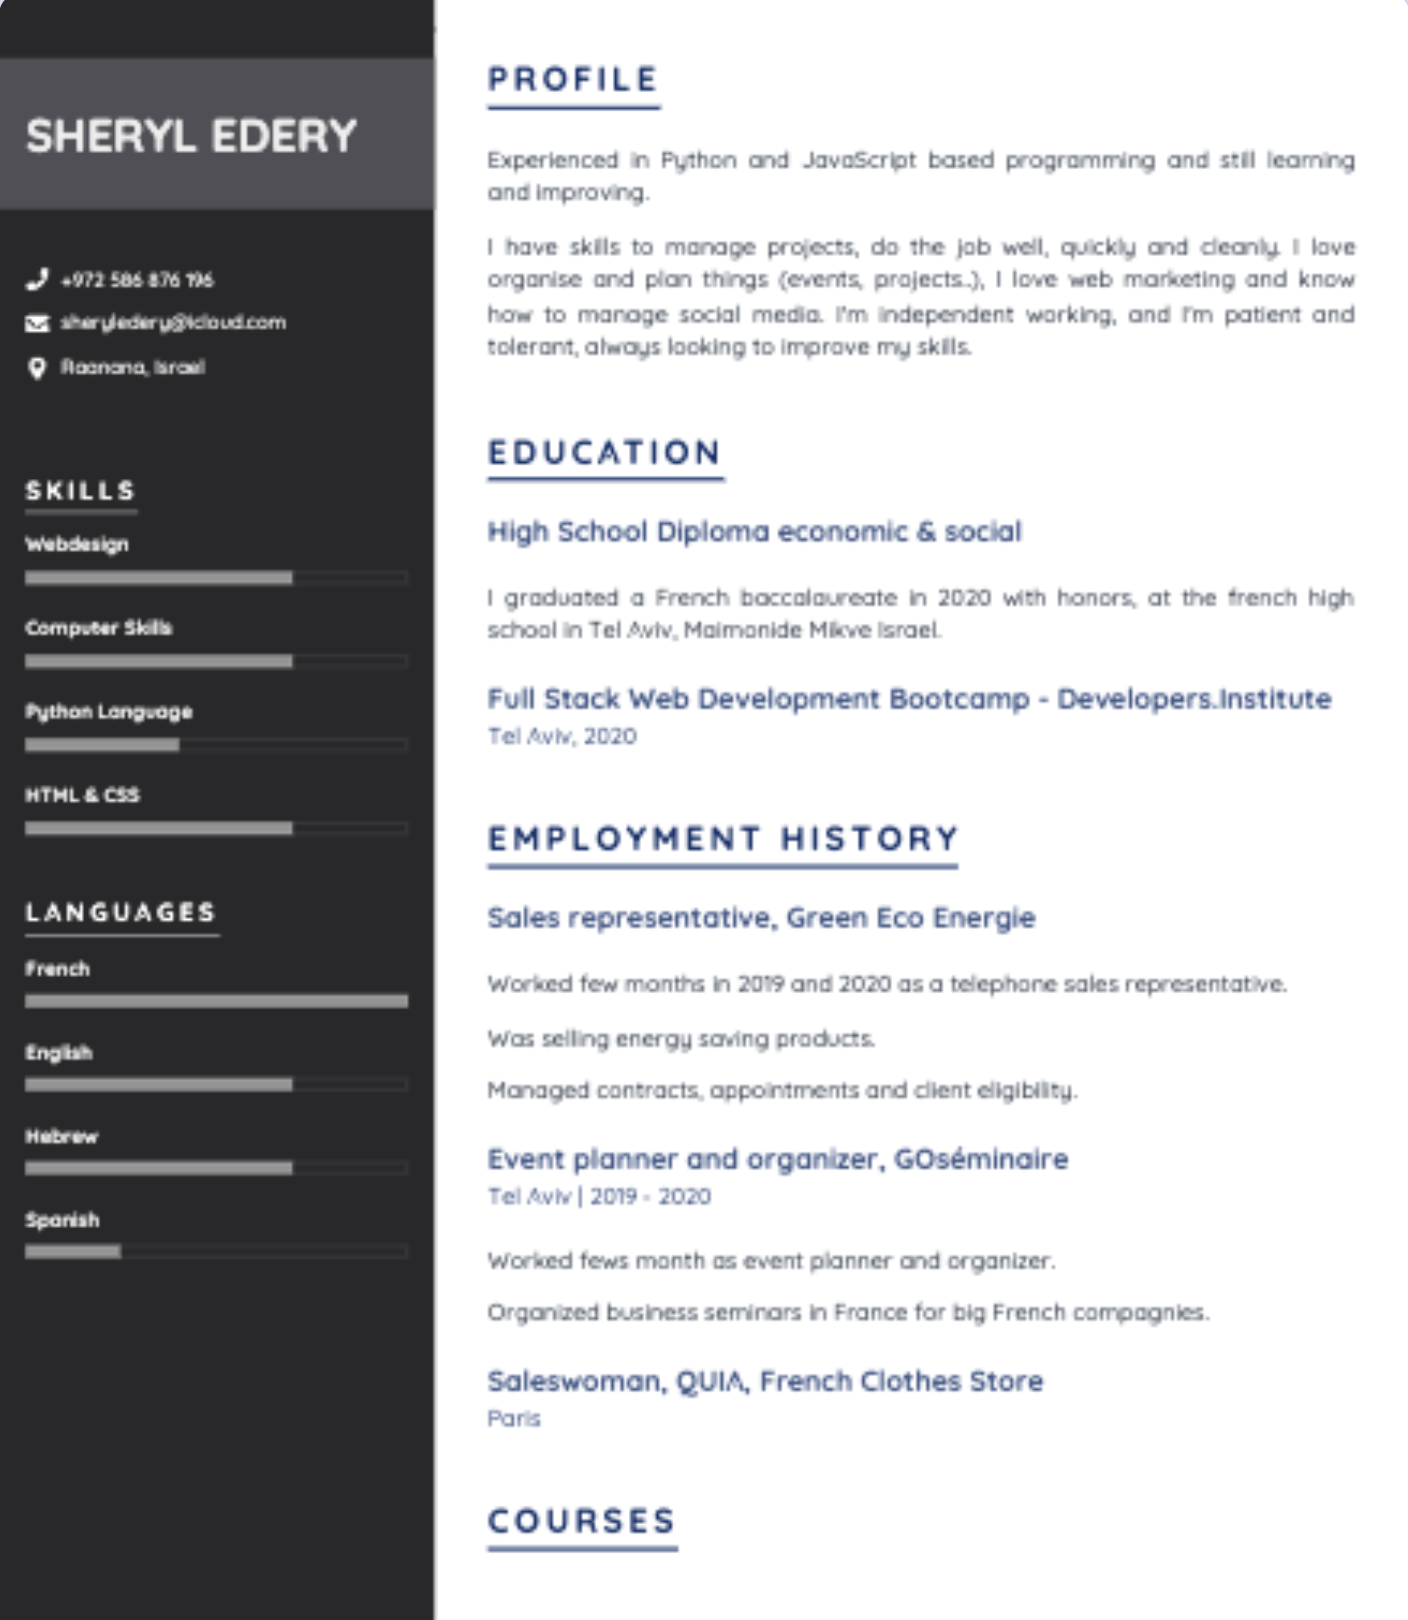 SHERYL EDERY
+972 586 876 196
sheryledery@icloud.com
Raanana, Israel
SKILLS
Webdesign
Computer Skills
Python Language
HTML & CSS
LANGUAGES
French
English
Hebrew
Spanish
PROFILE
Experienced in Python and JavaScript based programming and still learning
and improving.
I have skills to manage projects, do the job well, quickly and cleanly. I love
organise and plan things (events, projects..), I love web marketing and know
how to manage social media. I'm independent working, and I'm patient and
tolerant, always looking to improve my skills.
EDUCATION
High School Diploma economic & social
I graduated a French baccalaureate in 2020 with honors, at the french high
school in Tel Aviv, Maimonide Mikve Israel.
Full Stack Web Development Bootcamp - Developers.Institute
Tel Aviv, 2020
EMPLOYMENT HISTORY
Sales representative, Green Eco Energie
Worked few months in 2019 and 2020 as a telephone sales representative.
Was selling energy saving products.
Managed contracts, appointments and client eligibility.
Event planner and organizer, GOséminaire
Tel Aviv | 2019 - 2020
Worked fews month as event planner and organizer.
Organized business seminars in France for big French compagnies.
Saleswoman, QUIA, French Clothes Store
Paris
COURSES